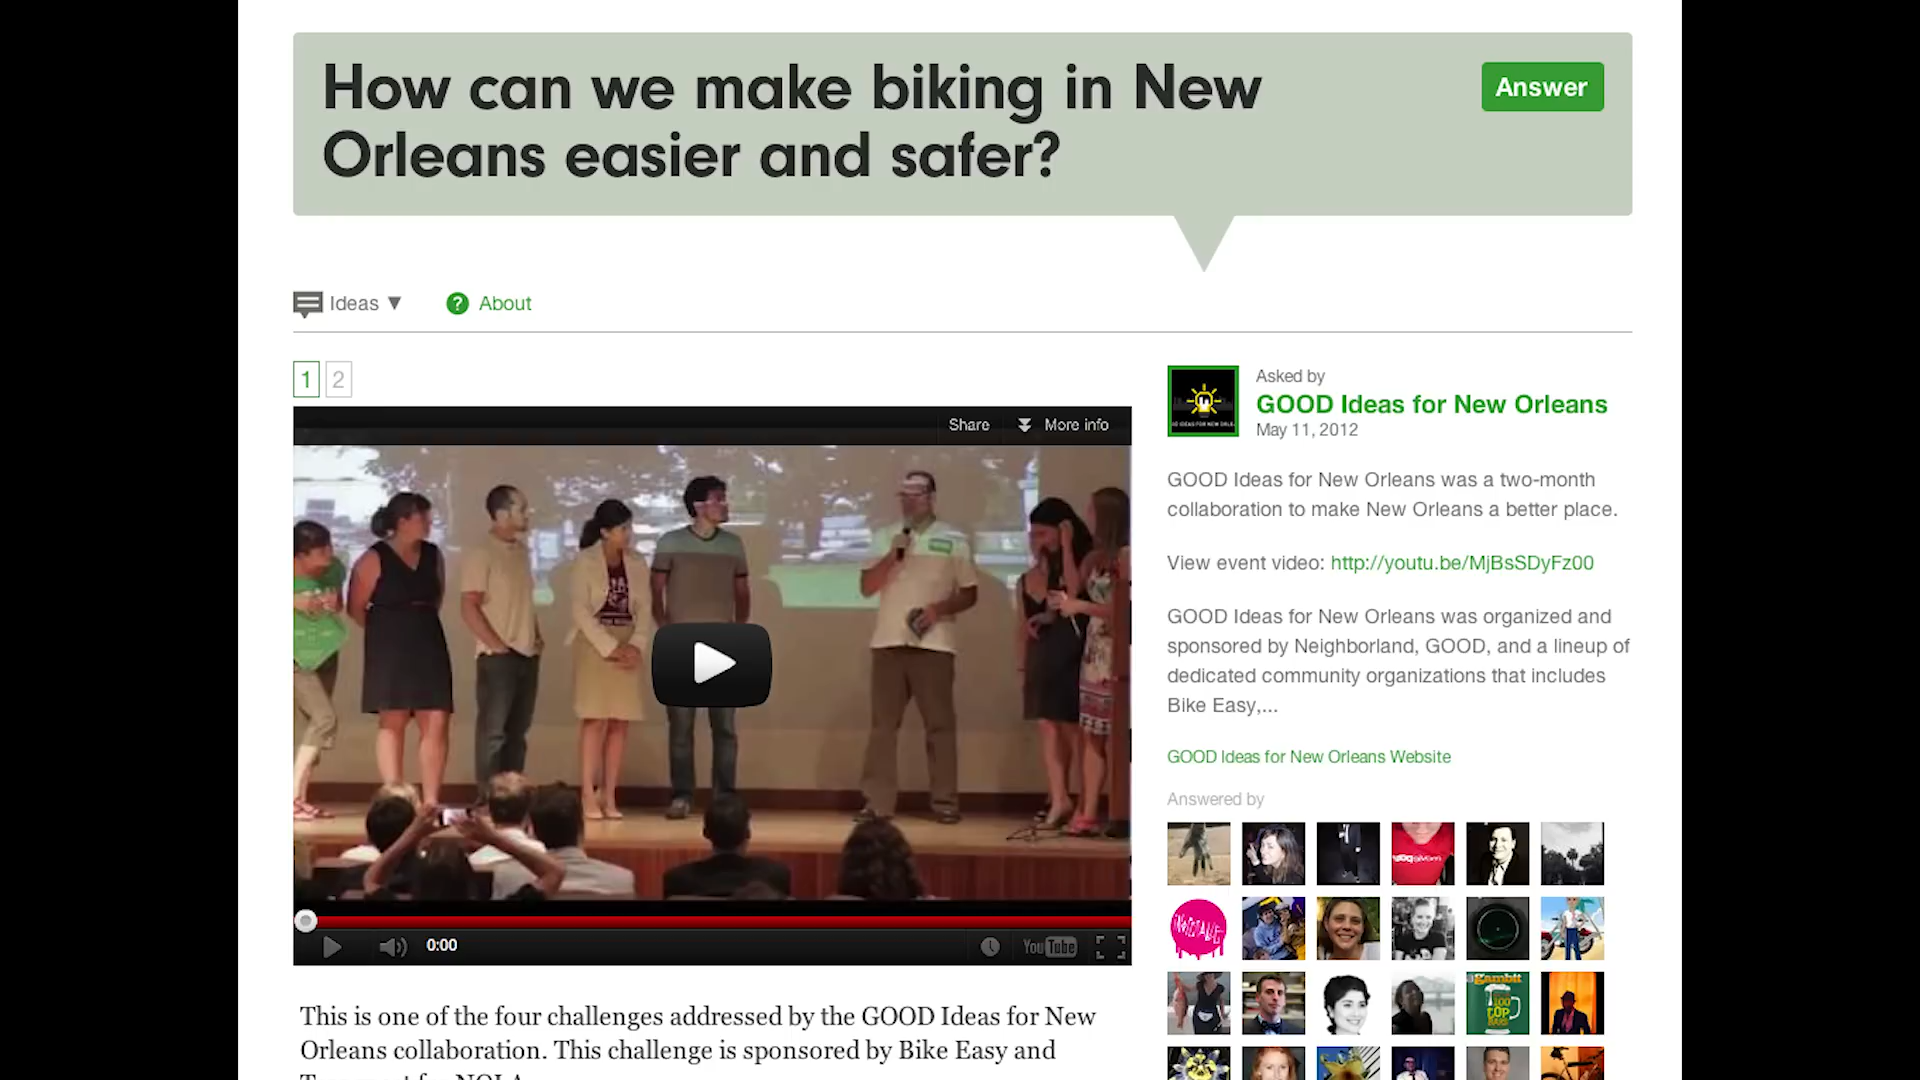 How can we make biking in New
Orleans easier and safer?
Answer
Ideas ▼
? About
1 2
Share
More info
0:00
YouTube
This is one of the four challenges addressed by the GOOD Ideas for New
Orleans collaboration. This challenge is sponsored by Bike Easy and
Asked by
GOOD Ideas for New Orleans
May 11, 2012
GOOD Ideas for New Orleans was a two-month
collaboration to make New Orleans a better place.
View event video: http://youtu.be/MjBsSDyFz00
GOOD Ideas for New Orleans was organized and
sponsored by Neighborland, GOOD, and a lineup of
dedicated community organizations that includes
Bike Easy,...
GOOD Ideas for New Orleans Website
Answered by
gambit
100
TOP
BARS